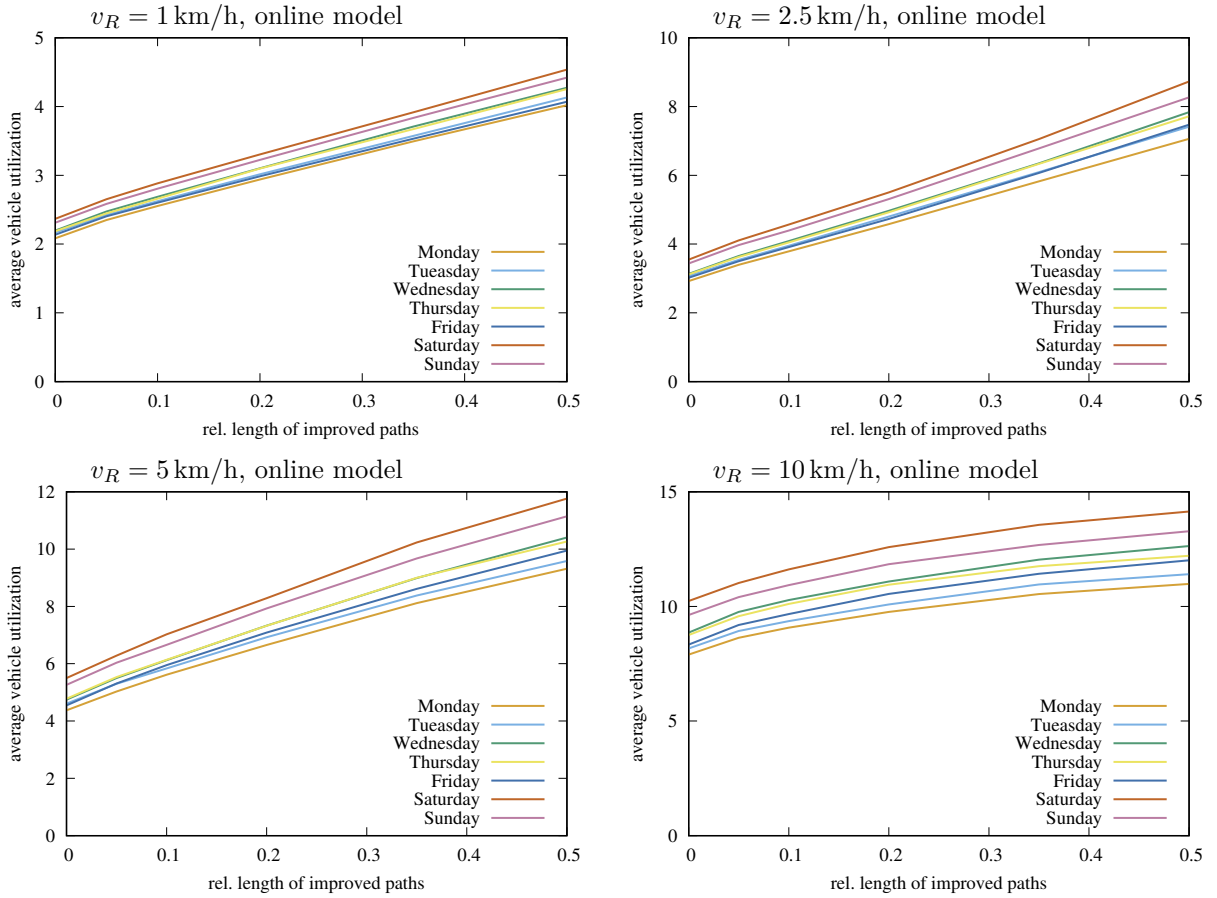 v_R = 1 km/h, online model
5
4
3
2
1
0
average vehicle utilization
Monday
Tueasday
Wednesday
Thursday
Friday
Saturday
Sunday
0 0.1 0.2 0.3 0.4 0.5
rel. length of improved paths
v_R = 2.5 km/h, online model
10
8
6
4
2
0
average vehicle utilization
Monday
Tueasday
Wednesday
Thursday
Friday
Saturday
Sunday
0 0.1 0.2 0.3 0.4 0.5
rel. length of improved paths
v_R = 5 km/h, online model
12
10
8
6
4
2
0
average vehicle utilization
Monday
Tueasday
Wednesday
Thursday
Friday
Saturday
Sunday
0 0.1 0.2 0.3 0.4 0.5
rel. length of improved paths
v_R = 10 km/h, online model
15
10
5
0
average vehicle utilization
Monday
Tueasday
Wednesday
Thursday
Friday
Saturday
Sunday
0 0.1 0.2 0.3 0.4 0.5
rel. length of improved paths